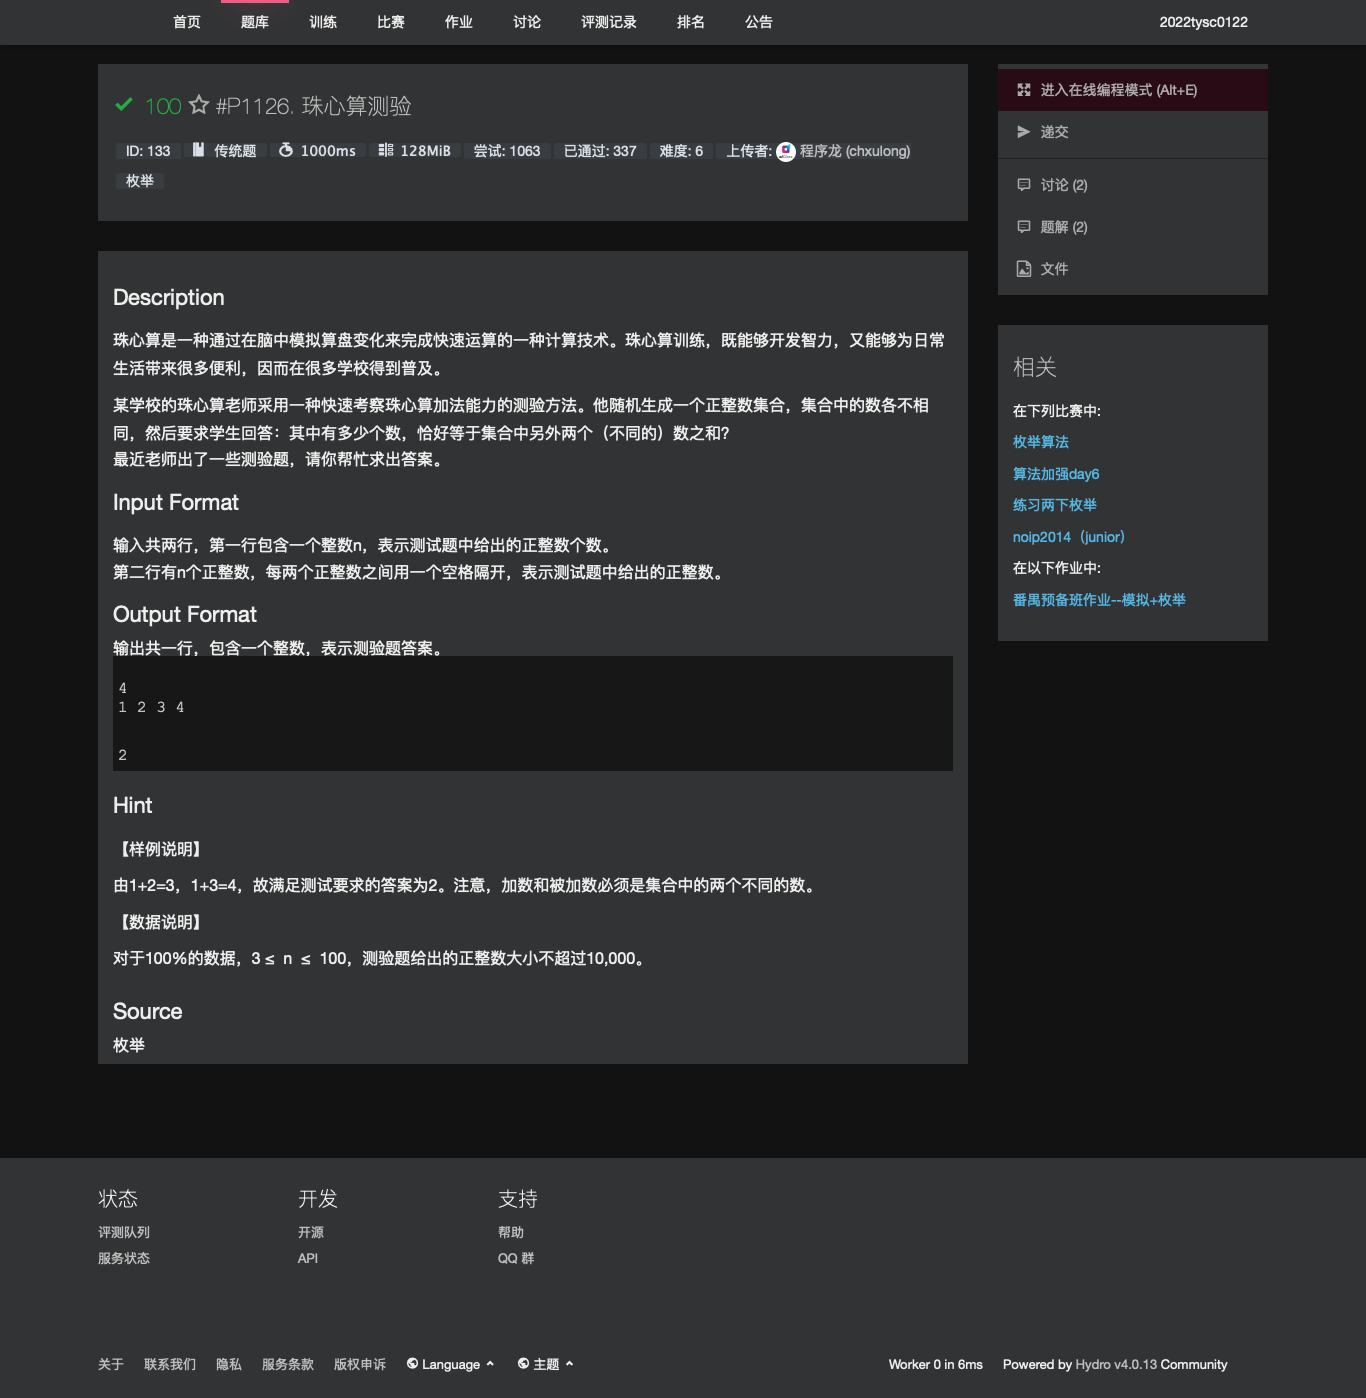 首页 题库 训练 比赛 作业 讨论 评测记录 排名 公告 2022tysc0122
100 #P1126. 珠心算测验
ID: 133 传统题 1000ms 128MiB 尝试: 1063 已通过: 337 难度: 6 上传者: 程序龙 (chxulong)
枚举
Description
珠心算是一种通过在脑中模拟算盘变化来完成快速运算的一种计算技术。珠心算训练，既能够开发智力，又能够为日常
生活带来很多便利，因而在很多学校得到普及。
某学校的珠心算老师采用一种快速考察珠心算加法能力的测验方法。他随机生成一个正整数集合，集合中的数各不相
同，然后要求学生回答：其中有多少个数，恰好等于集合中另外两个（不同的）数之和?
最近老师出了一些测验题，请你帮忙求出答案。
Input Format
输入共两行，第一行包含一个整数n，表示测试题中给出的正整数个数。
第二行有n个正整数，每两个正整数之间用一个空格隔开，表示测试题中给出的正整数。
Output Format
输出共一行，包含一个整数，表示测验题答案。
4
1 2 3 4
2
Hint
【样例说明】
由1+2=3，1+3=4，故满足测试要求的答案为2。注意，加数和被加数必须是集合中的两个不同的数。
【数据说明】
对于100%的数据，3 ≤ n ≤ 100，测验题给出的正整数大小不超过10,000。
Source
枚举
进入在线编程模式 (Alt+E)
递交
讨论 (2)
题解 (2)
文件
相关
在下列比赛中:
枚举算法
算法加强day6
练习两下枚举
noip2014（junior）
在以下作业中:
番禺预备班作业--模拟+枚举
状态 开发 支持
评测队列 开源 帮助
服务状态 API QQ 群
关于 联系我们 隐私 服务条款 版权申诉 Language 主题 Worker 0 in 6ms Powered by Hydro v4.0.13 Community